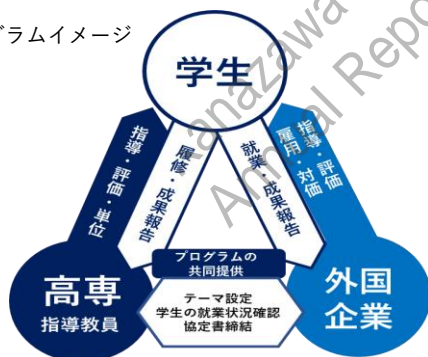 グラムイメージ
学生
指導・評価・単位
履修・成果報告
就業・成果報告
指導・評価
雇用・対価
プログラムの
共同提供
高専
指導教員
テーマ設定
学生の就業状況確認
協定書締結
外国
企業
Kanazawa
Annual Repo